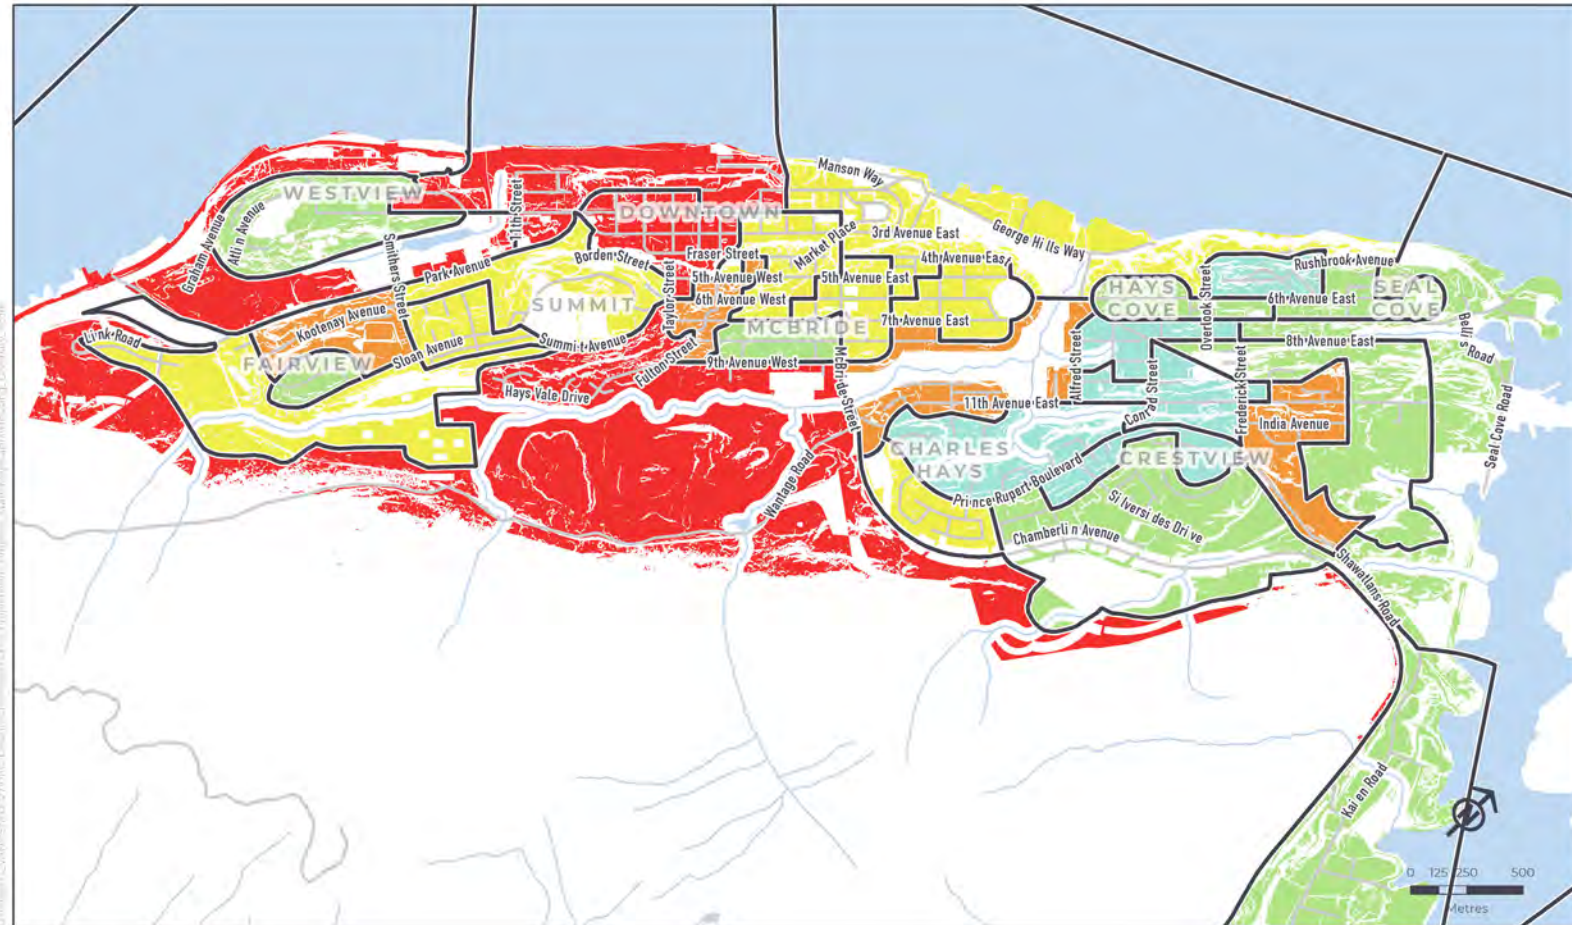 Manson Way
WESTVIEW
DOWNTOWN
11th Street
Atlin Avenue
Graham Avenue
Smithers Street
3rd Avenue East
Market Place
George Hills Way
Fraser Street
Borden Street
4th Avenue East
Rushbrook Avenue
Park Avenue
Taylor Street
5th Avenue West
5th Avenue East
HAYS
COVE
Overlook Street
SEAL
COVE
SUMMIT
6th Avenue West
6th Avenue East
Kootenay Avenue
MCBRIDE
7th Avenue East
Link Road
Summit Avenue
Bellis Road
8th Avenue East
FAIRVIEW
Sloan Avenue
Fulton Street
9th Avenue West
McBride Street
Alfred Street
Frederick Street
Hays Vale Drive
11th Avenue East
Conrad Street
India Avenue
Seal Cove Road
CHARLES
HAYS
CRESTVIEW
Wantage Road
Prince Rupert Boulevard
Silversides Drive
Chamberlin Avenue
Shawatlans Road
Kaien Road
N
0 125 250 500
Metres